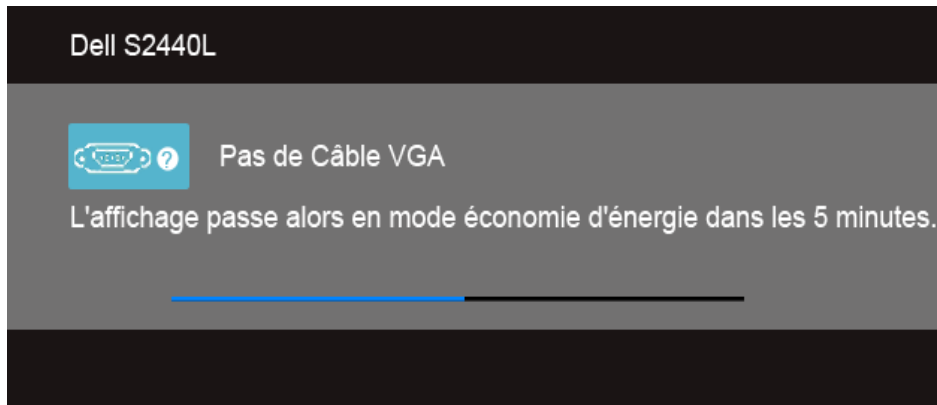 Dell S2440L
Pas de Câble VGA
L'affichage passe alors en mode économie d'énergie dans les 5 minutes.